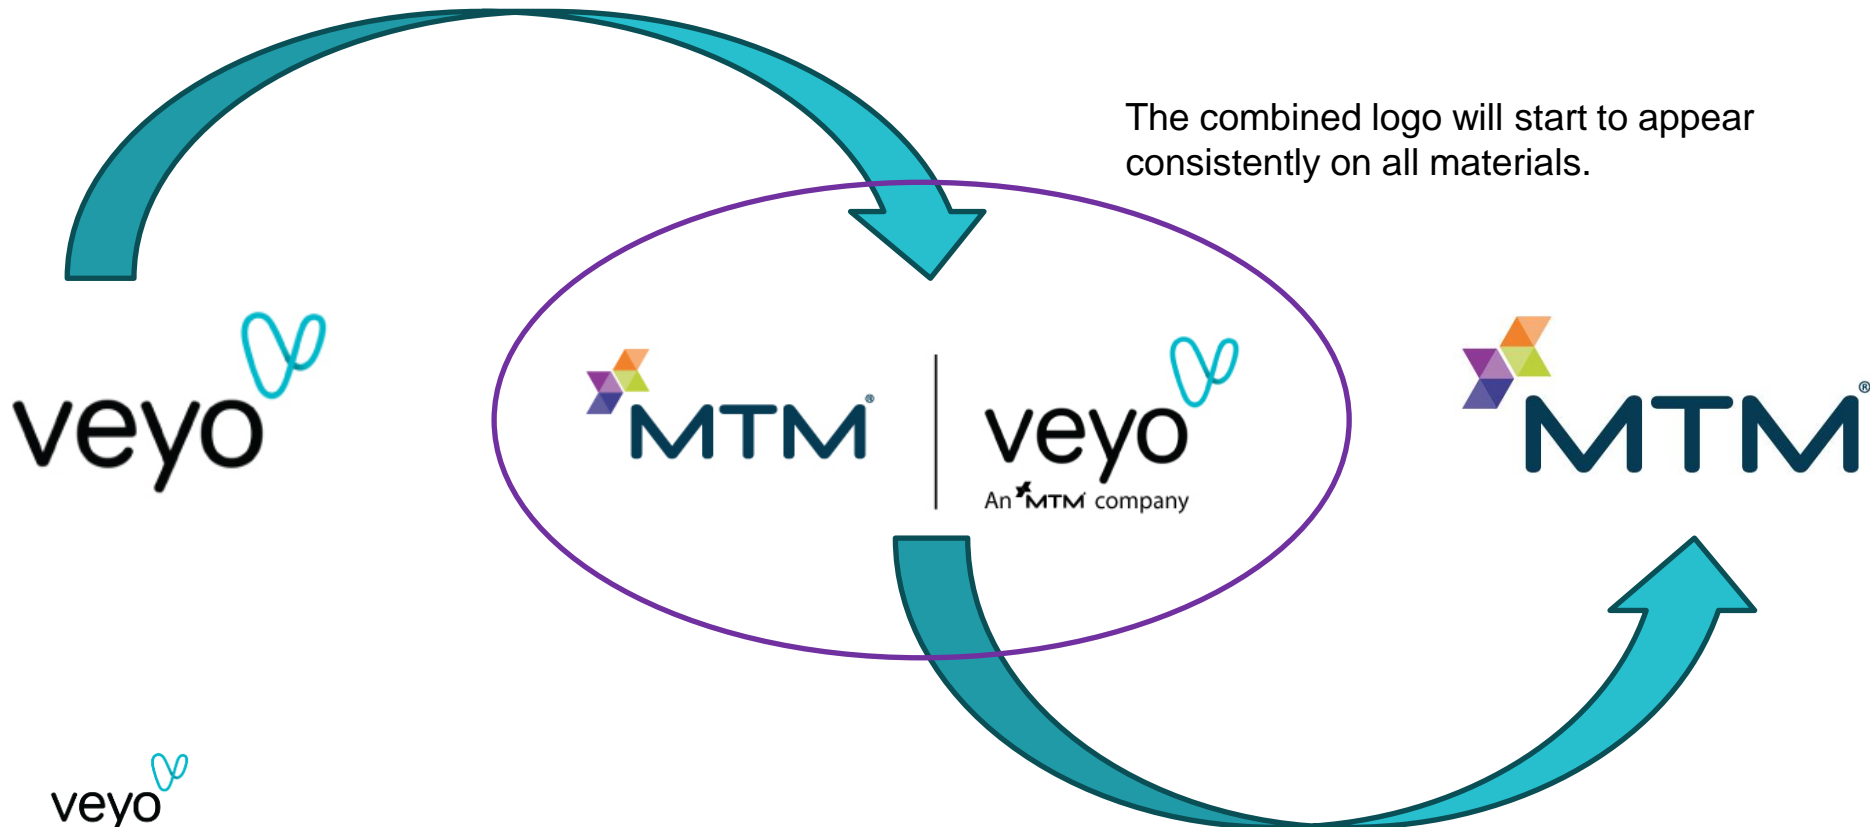 The combined logo will start to appear
consistently on all materials.
veyo
MTM®
veyo
An MTM company
MTM®
veyo